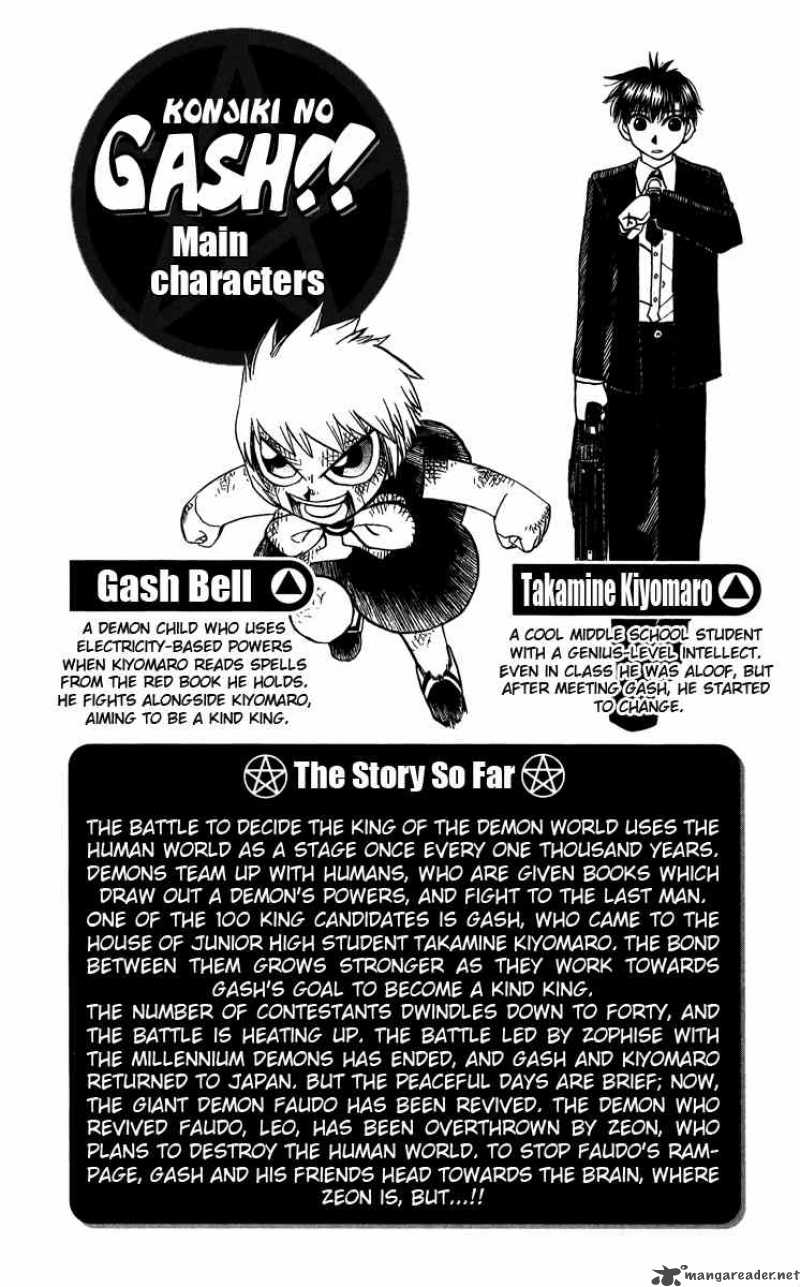 KONJIKI NO
GASH!!
Main
characters
Gash Bell
A DEMON CHILD WHO USES
ELECTRICITY-BASED POWERS
WHEN KIYOMARO READS SPELLS
FROM THE RED BOOK HE HOLDS.
HE FIGHTS ALONGSIDE KIYOMARO,
AIMING TO BE A KIND KING.
Takamine Kiyomaro
A COOL MIDDLE SCHOOL STUDENT
WITH A GENIUS-LEVEL INTELLECT.
EVEN IN CLASS HE WAS ALOOF, BUT
AFTER MEETING GASH, HE STARTED
TO CHANGE.
The Story So Far
THE BATTLE TO DECIDE THE KING OF THE DEMON WORLD USES THE
HUMAN WORLD AS A STAGE ONCE EVERY ONE THOUSAND YEARS.
DEMONS TEAM UP WITH HUMANS, WHO ARE GIVEN BOOKS WHICH
DRAW OUT A DEMON'S POWERS, AND FIGHT TO THE LAST MAN.
ONE OF THE 100 KING CANDIDATES IS GASH, WHO CAME TO THE
HOUSE OF JUNIOR HIGH STUDENT TAKAMINE KIYOMARO. THE BOND
BETWEEN THEM GROWS STRONGER AS THEY WORK TOWARDS
GASH'S GOAL TO BECOME A KIND KING.
THE NUMBER OF CONTESTANTS DWINDLES DOWN TO FORTY, AND
THE BATTLE IS HEATING UP. THE BATTLE LED BY ZOPHISE WITH
THE MILLENNIUM DEMONS HAS ENDED, AND GASH AND KIYOMARO
RETURNED TO JAPAN. BUT THE PEACEFUL DAYS ARE BRIEF; NOW,
THE GIANT DEMON FAUDO HAS BEEN REVIVED. THE DEMON WHO
REVIVED FAUDO, LEO, HAS BEEN OVERTHROWN BY ZEON, WHO
PLANS TO DESTROY THE HUMAN WORLD. TO STOP FAUDO'S RAM-
PAGE, GASH AND HIS FRIENDS HEAD TOWARDS THE BRAIN, WHERE
ZEON IS, BUT...!!
mangareader.net